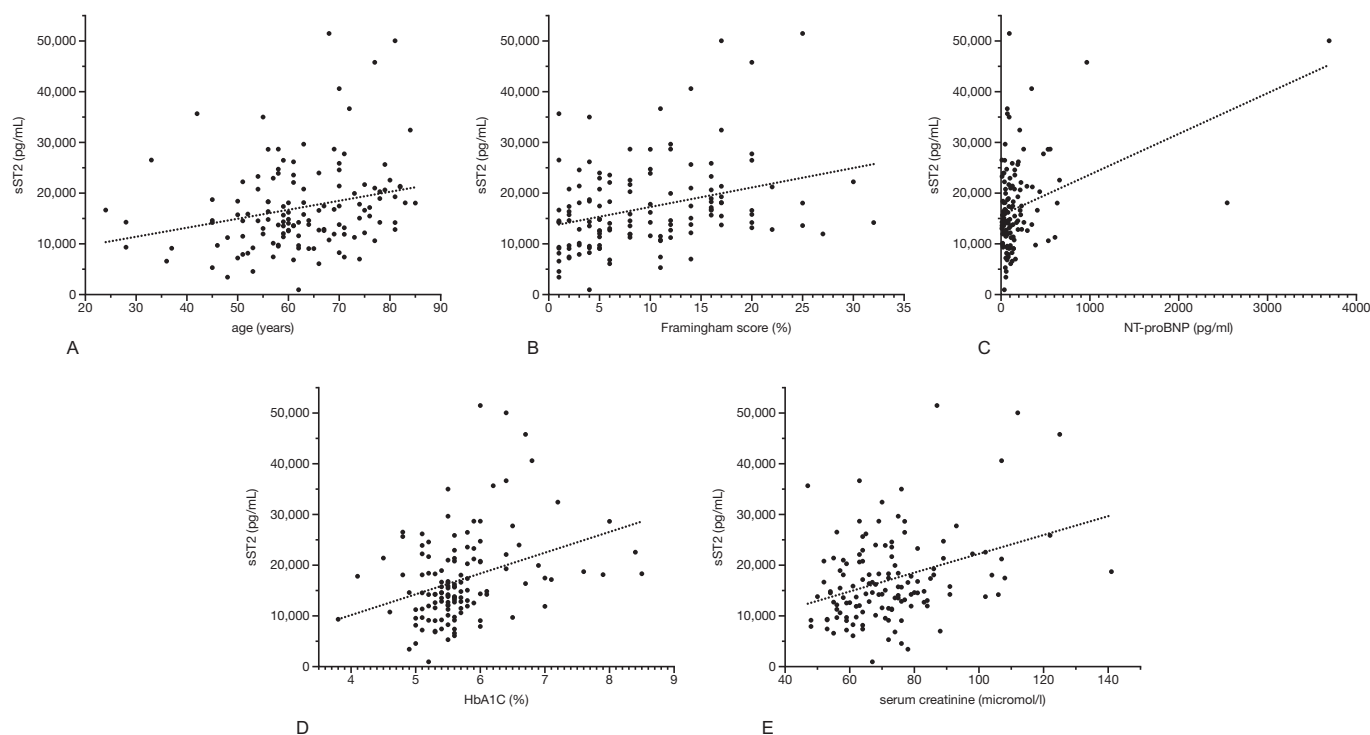 50,000
40,000
30,000
20,000
10,000
0
sST2 (pg/mL)
20 30 40 50 60 70 80 90
age (years)
A
50,000
40,000
30,000
20,000
10,000
0
sST2 (pg/mL)
0 5 10 15 20 25 30 35
Framingham score (%)
B
50,000
40,000
30,000
20,000
10,000
0
sST2 (pg/mL)
0 1000 2000 3000 4000
NT-proBNP (pg/ml)
C
50,000
40,000
30,000
20,000
10,000
0
sST2 (pg/mL)
4 5 6 7 8 9
HbA1C (%)
D
50,000
40,000
30,000
20,000
10,000
0
sST2 (pg/mL)
40 60 80 100 120 140
serum creatinine (micromol/l)
E